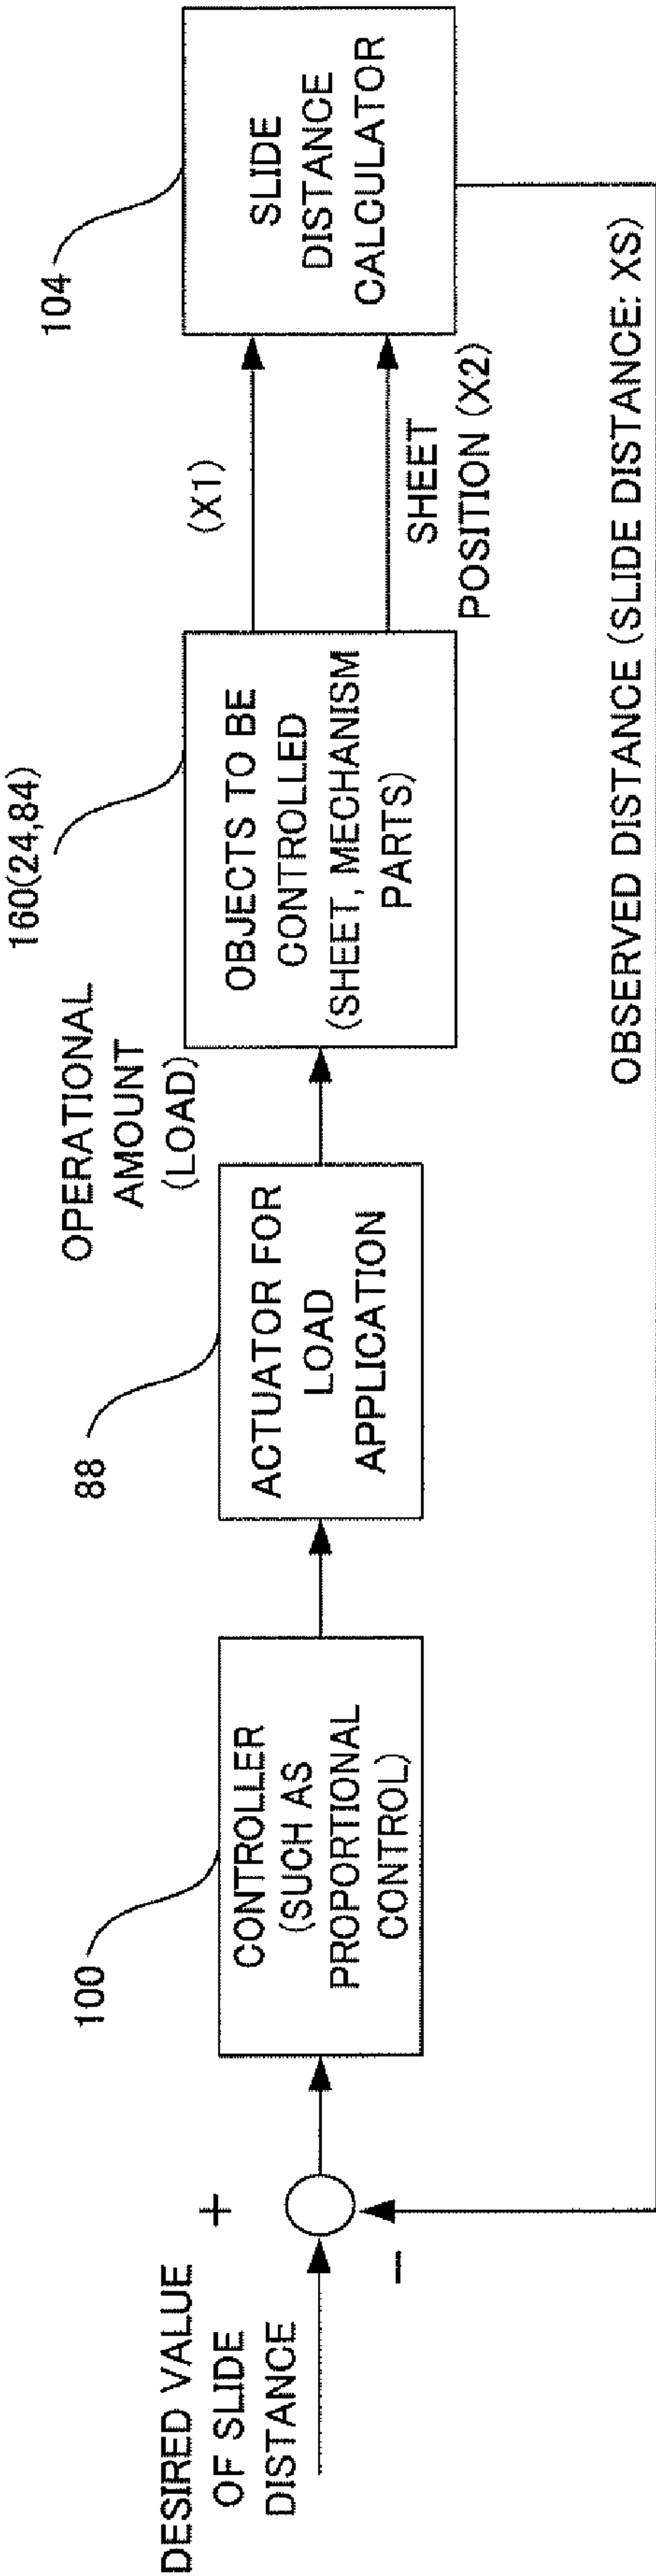 DESIRED VALUE
OF SLIDE
DISTANCE
+
−
100
CONTROLLER
(SUCH AS
PROPORTIONAL
CONTROL)
88
ACTUATOR FOR
LOAD
APPLICATION
OPERATIONAL
AMOUNT
(LOAD)
160(24,84)
OBJECTS TO BE
CONTROLLED
(SHEET, MECHANISM
PARTS)
(X1)
SHEET
POSITION (X2)
104
SLIDE
DISTANCE
CALCULATOR
OBSERVED DISTANCE (SLIDE DISTANCE: XS)